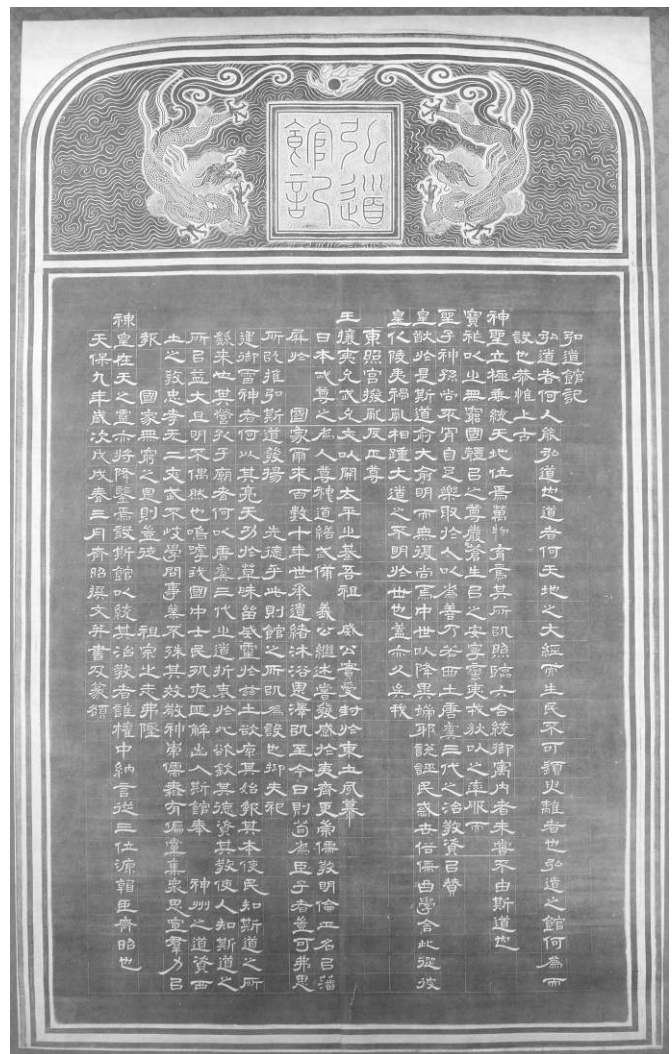 弘道
館記
弘道館記
弘道者何人能弘道也道者何天地之大經而生民不可須臾離者也弘道之館何為而
設也恭惟上古
神聖立極垂統天地位焉萬物育焉其所以照臨六合統御寓内者未嘗不由斯道也
寶祚以之無窮國體以之尊嚴蒼生以之安寧蠻夷戎狄以之率服而
聖子神孫尚不肯自足樂取於人以為善乃若西土唐虞三代之治教資以賛
皇猷於是斯道愈大愈明而無復尚焉中世以降異端邪說誣民惑世俗儒曲學舍此從彼
皇化陵夷禍亂相踵大道之不明於世也蓋亦久矣我
東照宮撥亂反正尊
王攘夷允武允文以開太平之基吾祖 威公實受封於東土夙慕
日本武尊之為人尊神道繕武備 義公繼述嘗發感於夷齊更崇儒教明倫正名以藩
屏於 國家爾來百數十年世承遺緒沐浴恩澤以至今日則苟為臣子者豈可弗思
所以推弘斯道發揚 先德乎此則館之所以為設也抑夫祀
建御雷神者何以其亮天功於草昧留威靈於茲土欲原其始報其本使民知斯道之所
繇來也其營孔子廟者何以唐虞三代之道折衷於此欲欽其德資其教使人知斯道之
所以益大且明不偶然也嗚呼我國中士民夙夜匪解出入斯館奉 神州之道資西
土之教忠孝无二文武不岐學問事業不殊其效敬神崇儒無有偏黨集衆思宣羣力以
報 國家無窮之恩則豈徒 祖宗之志弗墜
神皇在天之靈亦將降鑒焉設斯館以統其治教者誰權中納言從三位源朝臣齊昭也
天保九年歲次戊戌春三月齊昭撰文并書及篆額